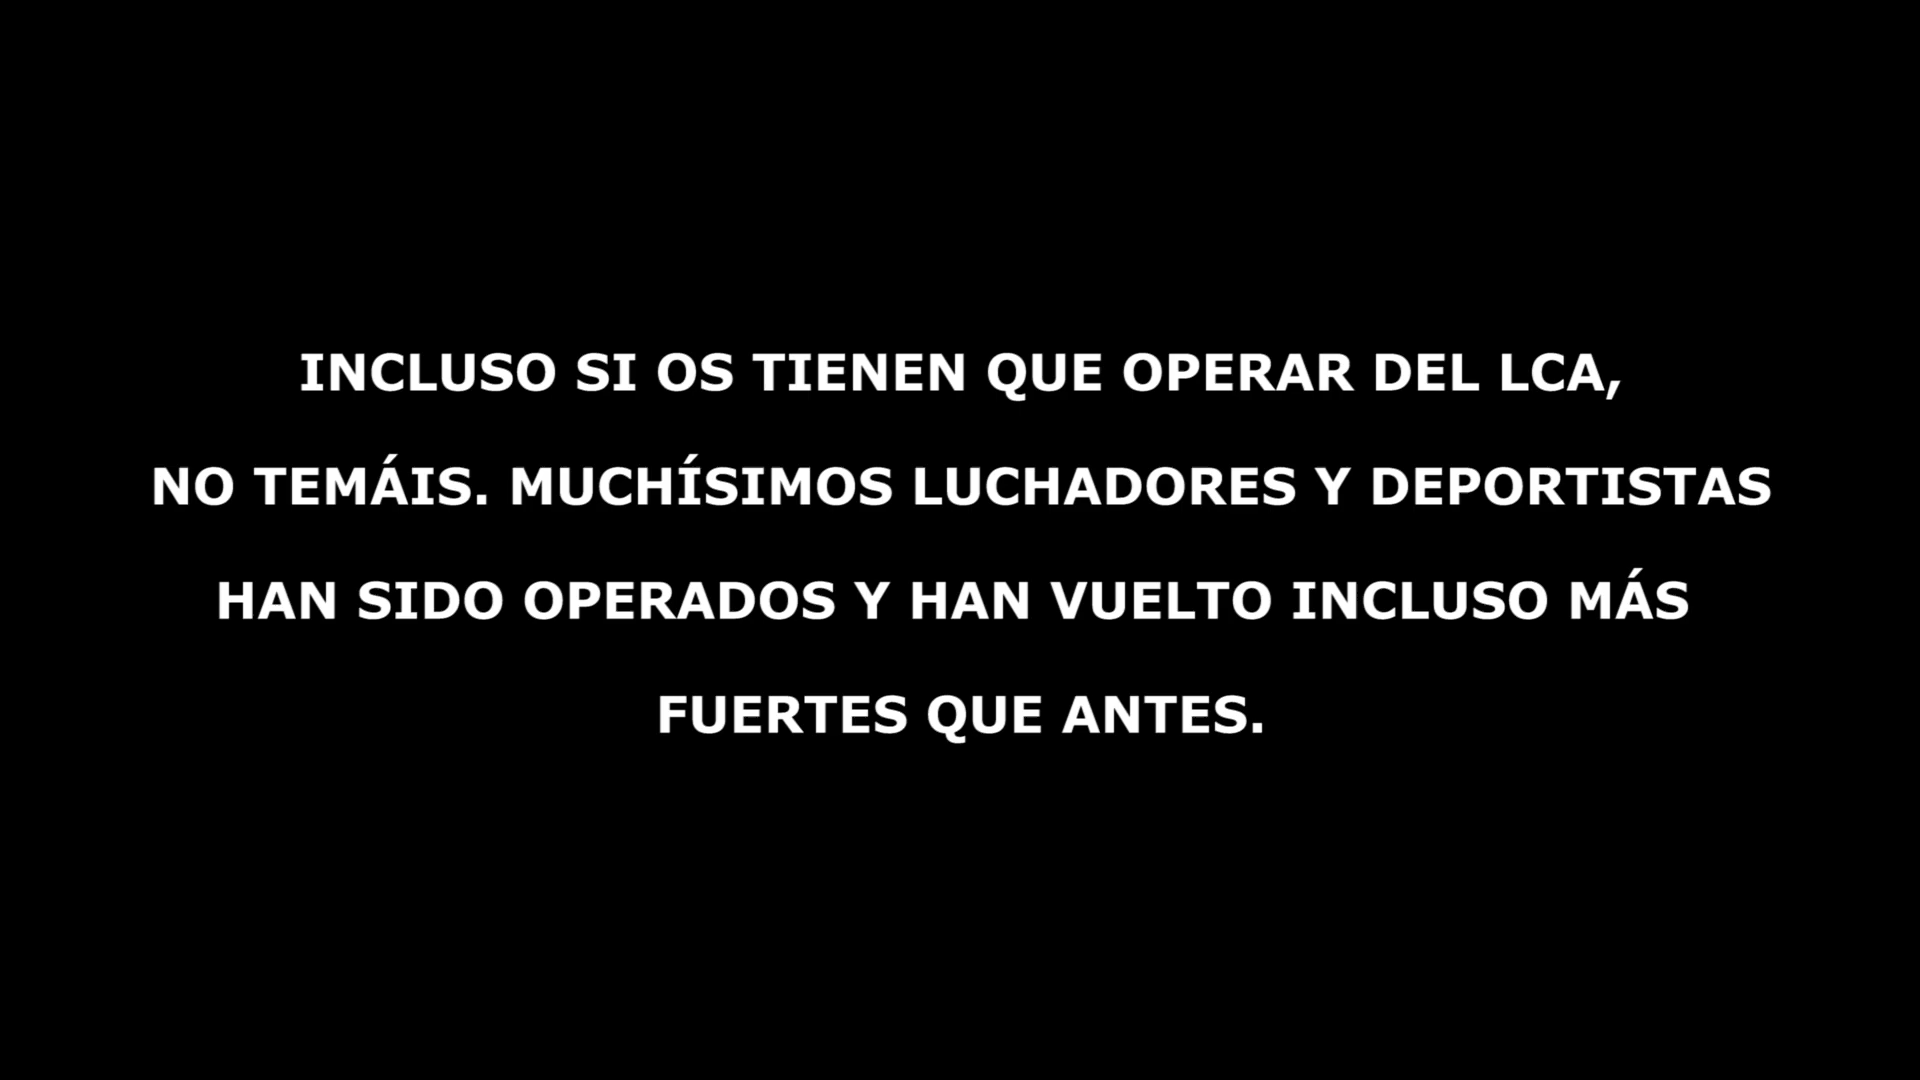 INCLUSO SI OS TIENEN QUE OPERAR DEL LCA,
NO TEMÁIS. MUCHÍSIMOS LUCHADORES Y DEPORTISTAS
HAN SIDO OPERADOS Y HAN VUELTO INCLUSO MÁS
FUERTES QUE ANTES.